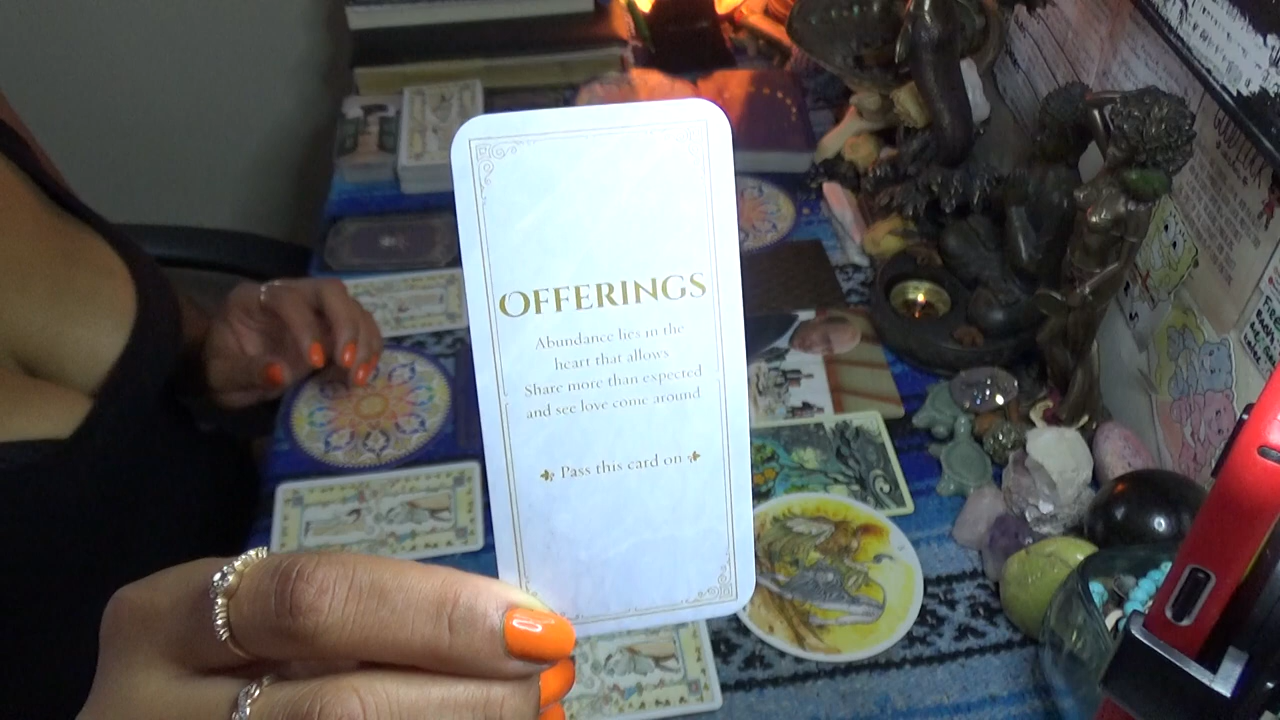 OFFERINGS
Abundance lies in the
heart that allows
Share more than expected
and see love come around
Pass this card on